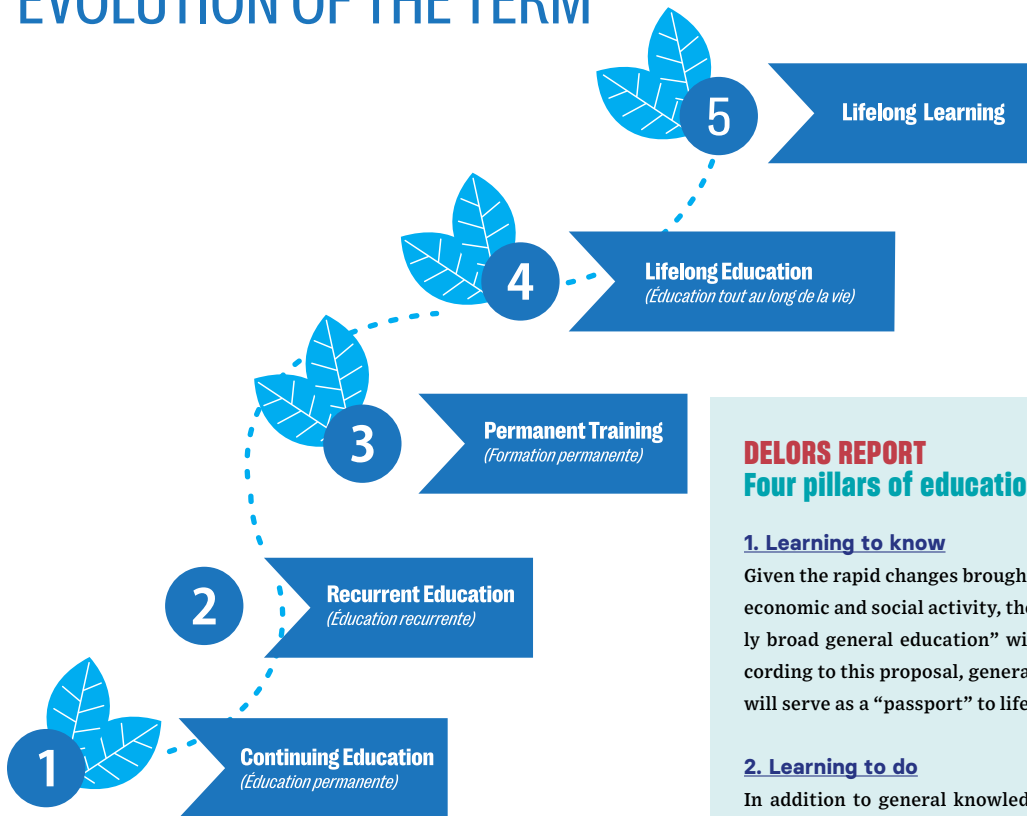 EVOLUTION OF THE TERM
5
Lifelong Learning
4
Lifelong Education
(Éducation tout au long de la vie)
3
Permanent Training
(Formation permanente)
2
Recurrent Education
(Éducation recurrente)
1
Continuing Education
(Éducation permanente)
DELORS REPORT
Four pillars of educatio
1. Learning to know
Given the rapid changes brough
economic and social activity, the
ly broad general education” wi
cording to this proposal, genera
will serve as a “passport” to life
2. Learning to do
In addition to general knowled